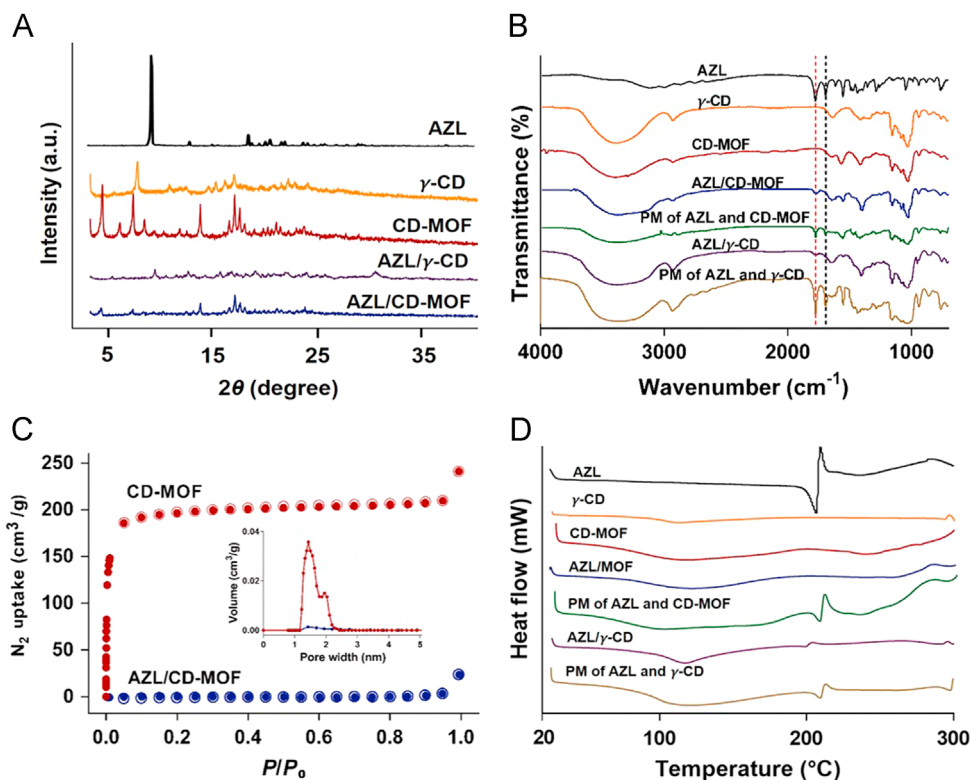 A
Intensity (a.u.)
AZL
γ-CD
CD-MOF
AZL/γ-CD
AZL/CD-MOF
5 15 25 35
2θ (degree)
B
Transmittance (%)
AZL
γ-CD
CD-MOF
AZL/CD-MOF
PM of AZL and CD-MOF
AZL/γ-CD
PM of AZL and γ-CD
4000 3000 2000 1000
Wavenumber (cm⁻¹)
C
N₂ uptake (cm³/g)
250
200
150
100
50
0
CD-MOF
AZL/CD-MOF
0.0 0.2 0.4 0.6 0.8 1.0
P/P₀
Volume (cm³/g)
0.04
0.02
0.00
0 1 2 3 4 5
Pore width (nm)
D
Heat flow (mW)
AZL
γ-CD
CD-MOF
AZL/MOF
PM of AZL and CD-MOF
AZL/γ-CD
PM of AZL and γ-CD
20 100 200 300
Temperature (°C)